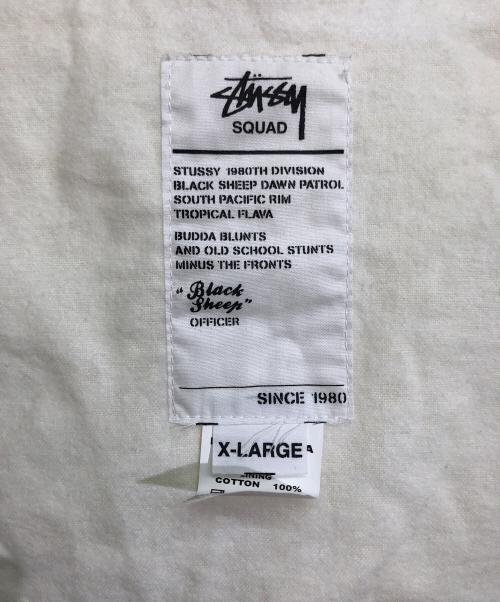 Stüssy
SQUAD
STUSSY 1980TH DIVISION
BLACK SHEEP DAWN PATROL
SOUTH PACIFIC RIM
TROPICAL FLAVA
BUDDA BLUNTS
AND OLD SCHOOL STUNTS
MINUS THE FRONTS
"Black
Sheep"
OFFICER
SINCE 1980
X-LARGE
COTTON 100%